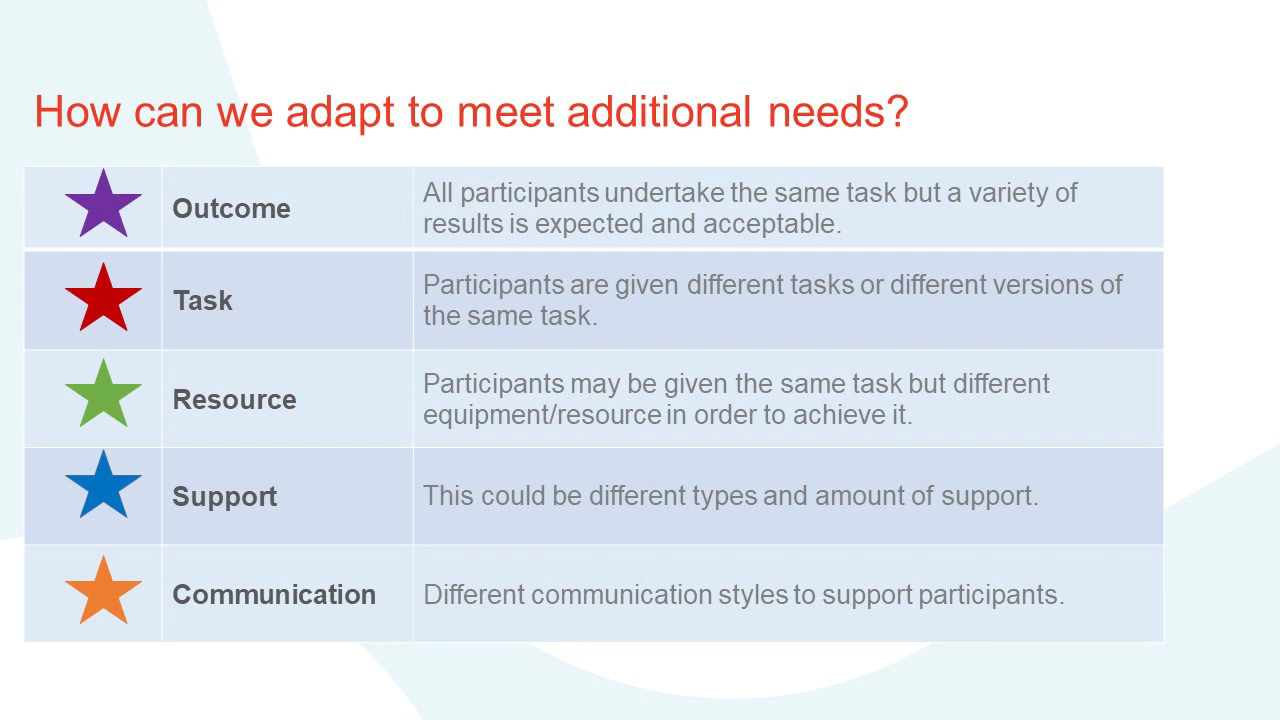 How can we adapt to meet additional needs?
Outcome
All participants undertake the same task but a variety of
results is expected and acceptable.
Task
Participants are given different tasks or different versions of
the same task.
Resource
Participants may be given the same task but different
equipment/resource in order to achieve it.
Support
This could be different types and amount of support.
Communication
Different communication styles to support participants.